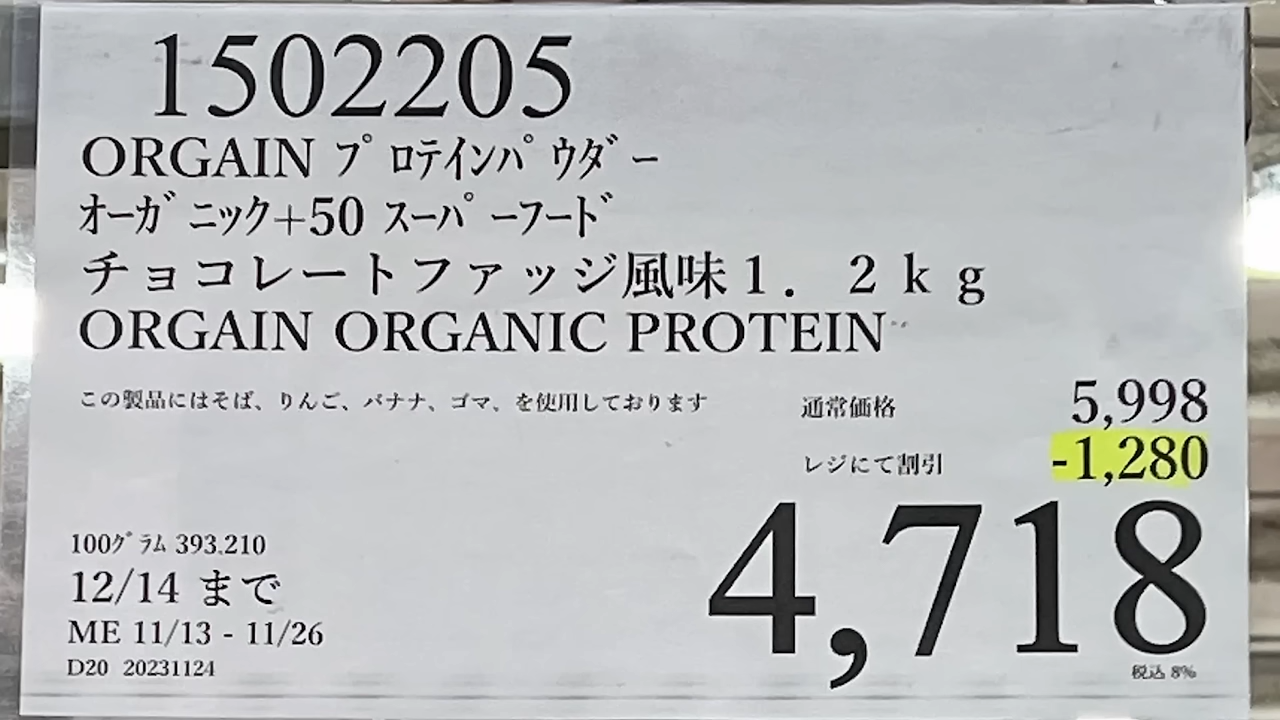 1502205
ORGAIN プロテインパウダー
オーガニック+50 スーパーフード
チョコレートファッジ風味1.2kg
ORGAIN ORGANIC PROTEIN
この製品にはそば、りんご、バナナ、ゴマ、を使用しております
通常価格 5,998
レジにて割引 -1,280
4,718
税込 8%
100グラム 393.210
12/14 まで
ME 11/13 - 11/26
D20 20231124